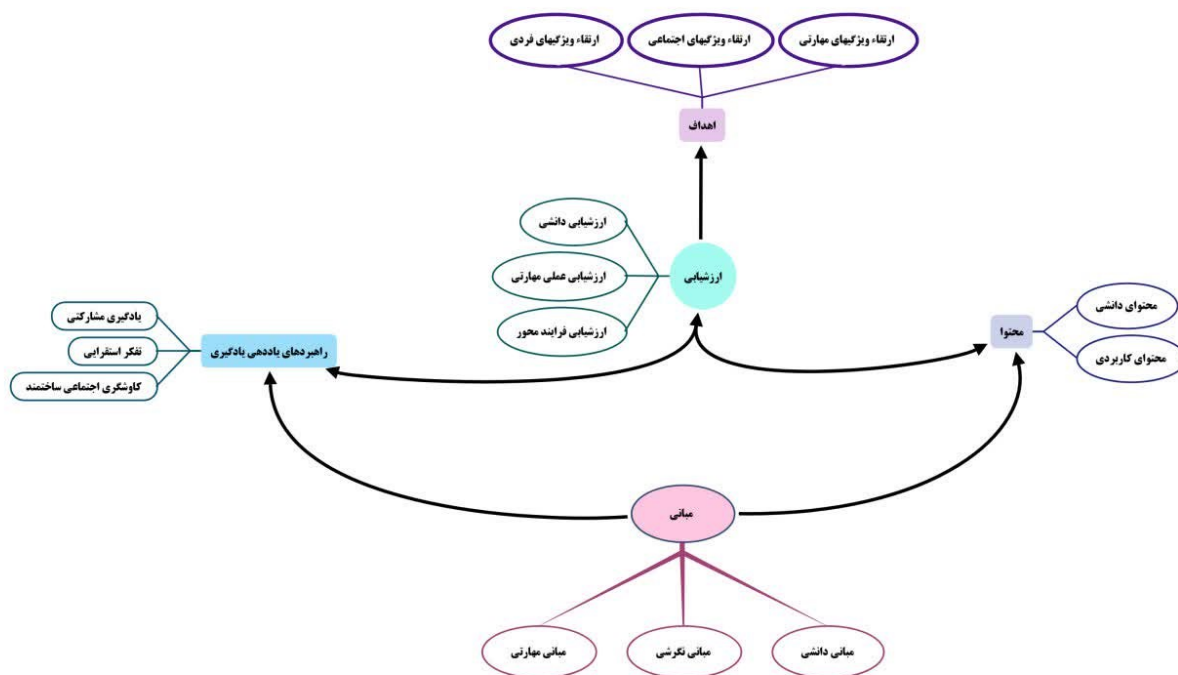 ارتقاء ویژگیهای مهارتی
ارتقاء ویژگیهای اجتماعی
ارتقاء ویژگیهای فردی
اهداف
ارزشیابی
ارزشیابی دانشی
ارزشیابی عملی مهارتی
ارزشیابی فرایند محور
محتوا
محتوای دانشی
محتوای کاربردی
راهبردهای یاددهی یادگیری
یادگیری مشارکتی
تفکر استقرایی
کاوشگری اجتماعی ساختمند
مبانی
مبانی دانشی
مبانی نگرشی
مبانی مهارتی